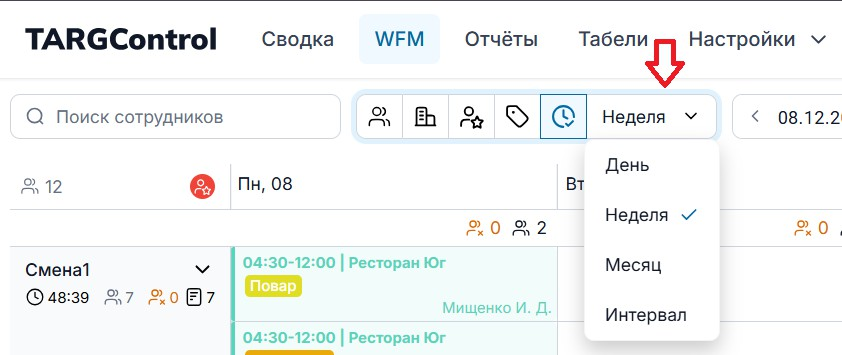 TARGControl Сводка WFM Отчёты Табели Настройки
Поиск сотрудников Неделя 08.12.2
День
Неделя
Месяц
Интервал
12 Пн, 08 Вт
0 2 0
Смена1
48:39 7 0 7
04:30-12:00 | Ресторан Юг
Повар
Мищенко И. Д.
04:30-12:00 | Ресторан Юг